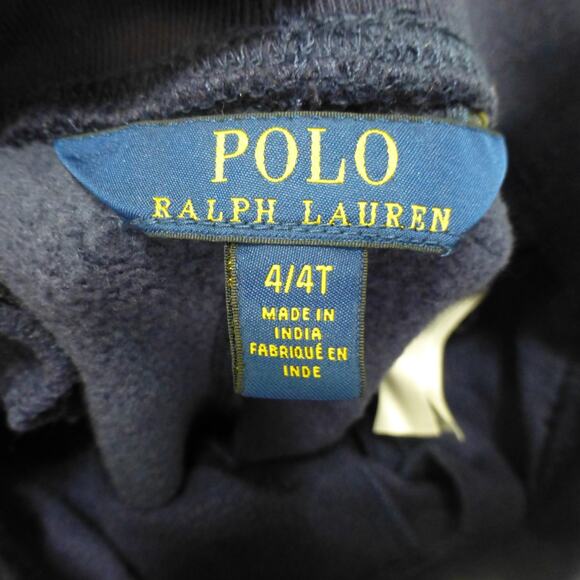 POLO
RALPH LAUREN
4/4T
MADE IN
INDIA
FABRIQUÉ EN
INDE